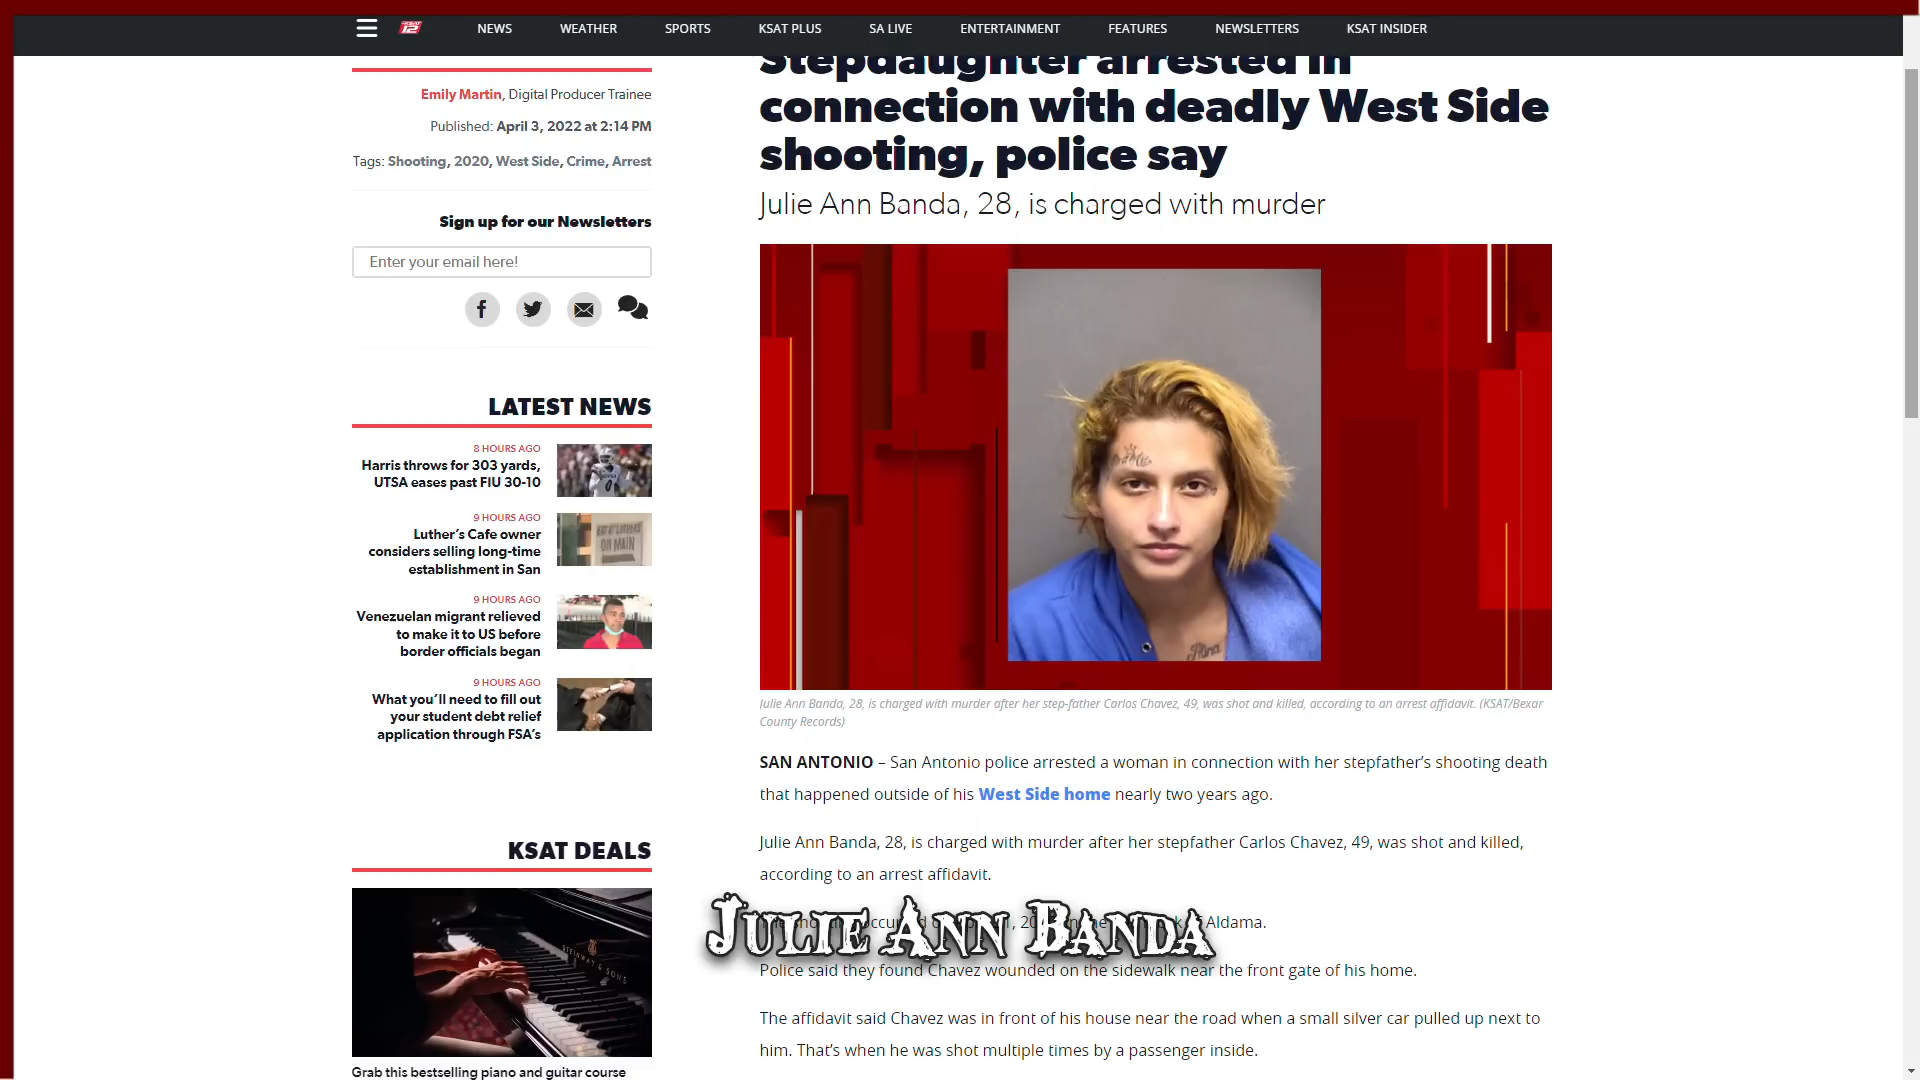 KSAT 12
NEWS
WEATHER
SPORTS
KSAT PLUS
SA LIVE
ENTERTAINMENT
FEATURES
NEWSLETTERS
KSAT INSIDER
Stepdaughter arrested in
connection with deadly West Side
shooting, police say
Julie Ann Banda, 28, is charged with murder
Emily Martin, Digital Producer Trainee
Published: April 3, 2022 at 2:14 PM
Tags: Shooting, 2020, West Side, Crime, Arrest
Sign up for our Newsletters
Enter your email here!
LATEST NEWS
8 HOURS AGO
Harris throws for 303 yards,
UTSA eases past FIU 30-10
9 HOURS AGO
Luther's Cafe owner
considers selling long-time
establishment in San
EAT AT LUTHERS
ON MAIN
9 HOURS AGO
Venezuelan migrant relieved
to make it to US before
border officials began
9 HOURS AGO
What you'll need to fill out
your student debt relief
application through FSA's
KSAT DEALS
STEINWAY & SONS
Grab this bestselling piano and guitar course
Julie Ann Banda, 28, is charged with murder after her step-father Carlos Chavez, 49, was shot and killed, according to an arrest affidavit. (KSAT/Bexar
County Records)
SAN ANTONIO – San Antonio police arrested a woman in connection with her stepfather's shooting death
that happened outside of his West Side home nearly two years ago.
Julie Ann Banda, 28, is charged with murder after her stepfather Carlos Chavez, 49, was shot and killed,
according to an arrest affidavit.
Aldama.
Julie Ann Banda
Police said they found Chavez wounded on the sidewalk near the front gate of his home.
The affidavit said Chavez was in front of his house near the road when a small silver car pulled up next to
him. That's when he was shot multiple times by a passenger inside.